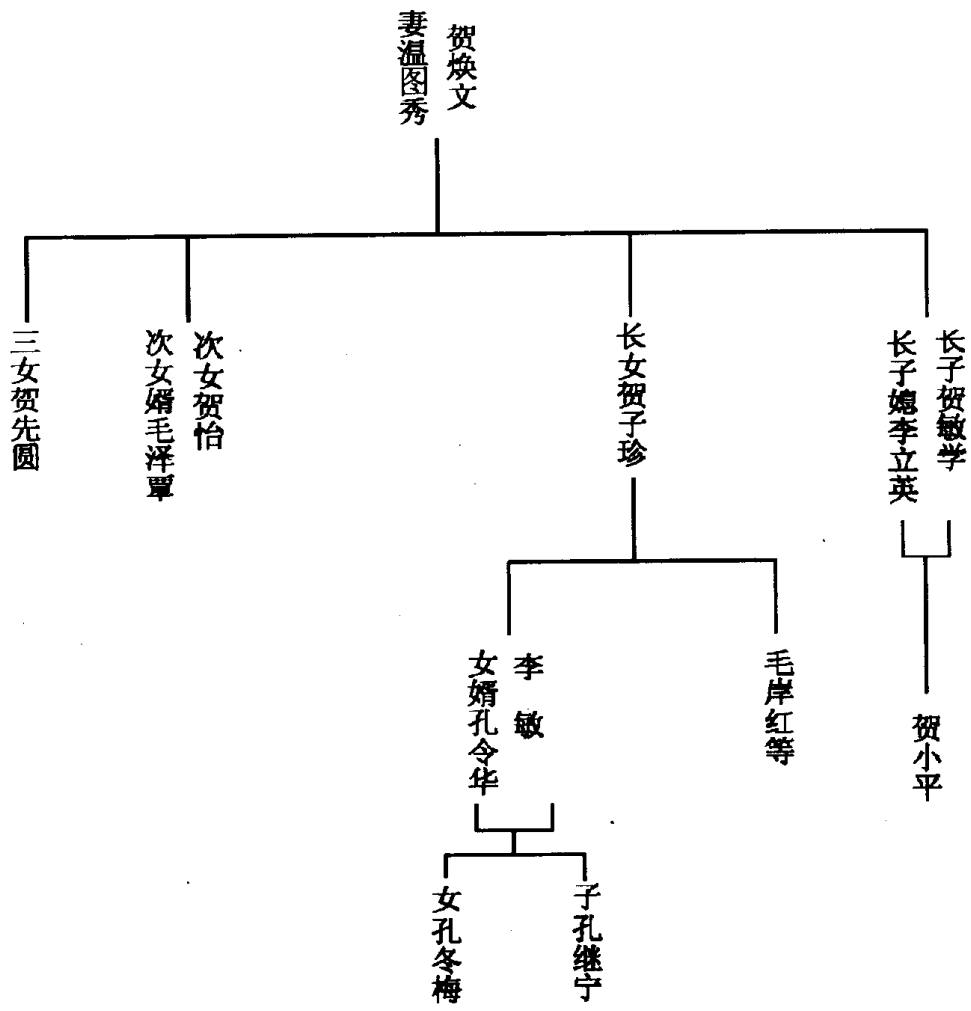 贺焕文
妻温图秀
长子贺敏学
长子媳李立英
长女贺子珍
次女贺怡
次女婿毛泽覃
三女贺先圆
贺小平
毛岸红等
李敏
女婿孔令华
子孔继宁
女孔冬梅